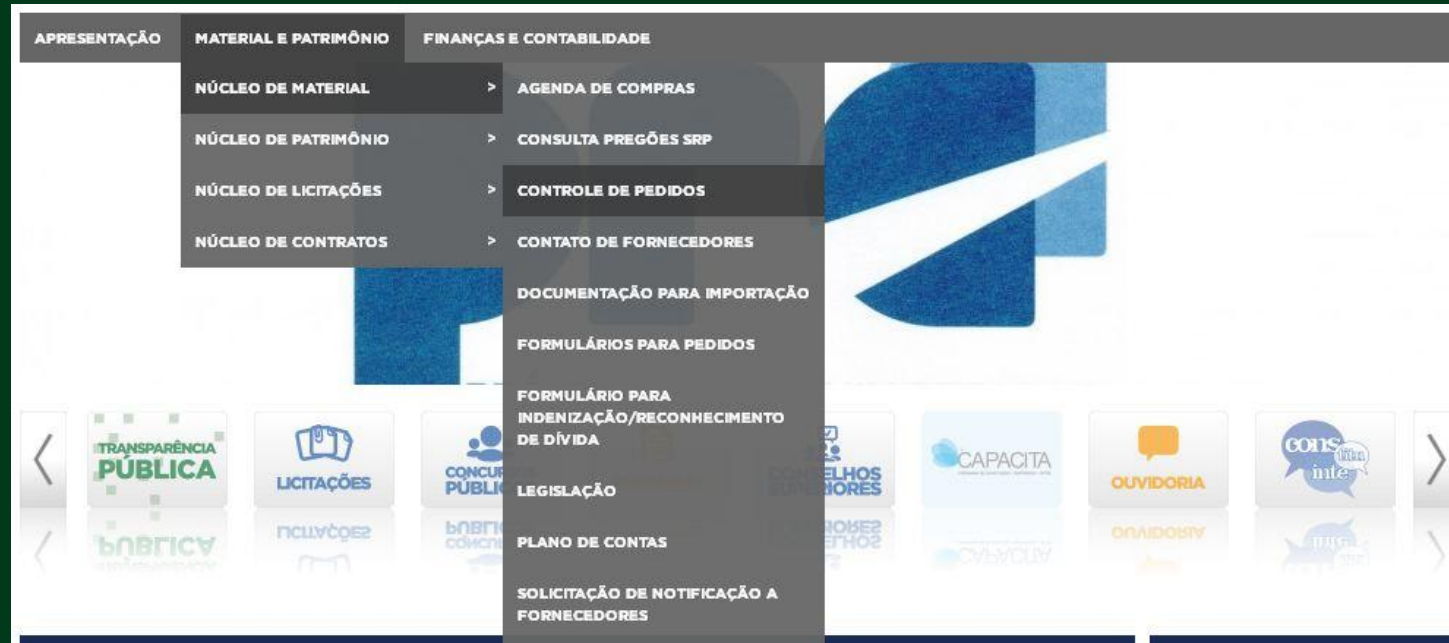 APRESENTAÇÃO MATERIAL E PATRIMÔNIO FINANÇAS E CONTABILIDADE
NÚCLEO DE MATERIAL >
NÚCLEO DE PATRIMÔNIO >
NÚCLEO DE LICITAÇÕES >
NÚCLEO DE CONTRATOS >
AGENDA DE COMPRAS
CONSULTA PREGÕES SRP
CONTROLE DE PEDIDOS
CONTATO DE FORNECEDORES
DOCUMENTAÇÃO PARA IMPORTAÇÃO
FORMULÁRIOS PARA PEDIDOS
FORMULÁRIO PARA
INDENIZAÇÃO/RECONHECIMENTO
DE DÍVIDA
LEGISLAÇÃO
PLANO DE CONTAS
SOLICITAÇÃO DE NOTIFICAÇÃO A
FORNECEDORES
TRANSPARÊNCIA
PÚBLICA
LICITAÇÕES
CONSELHOS
SUPERIORES
CAPACITA
OUVIDORIA